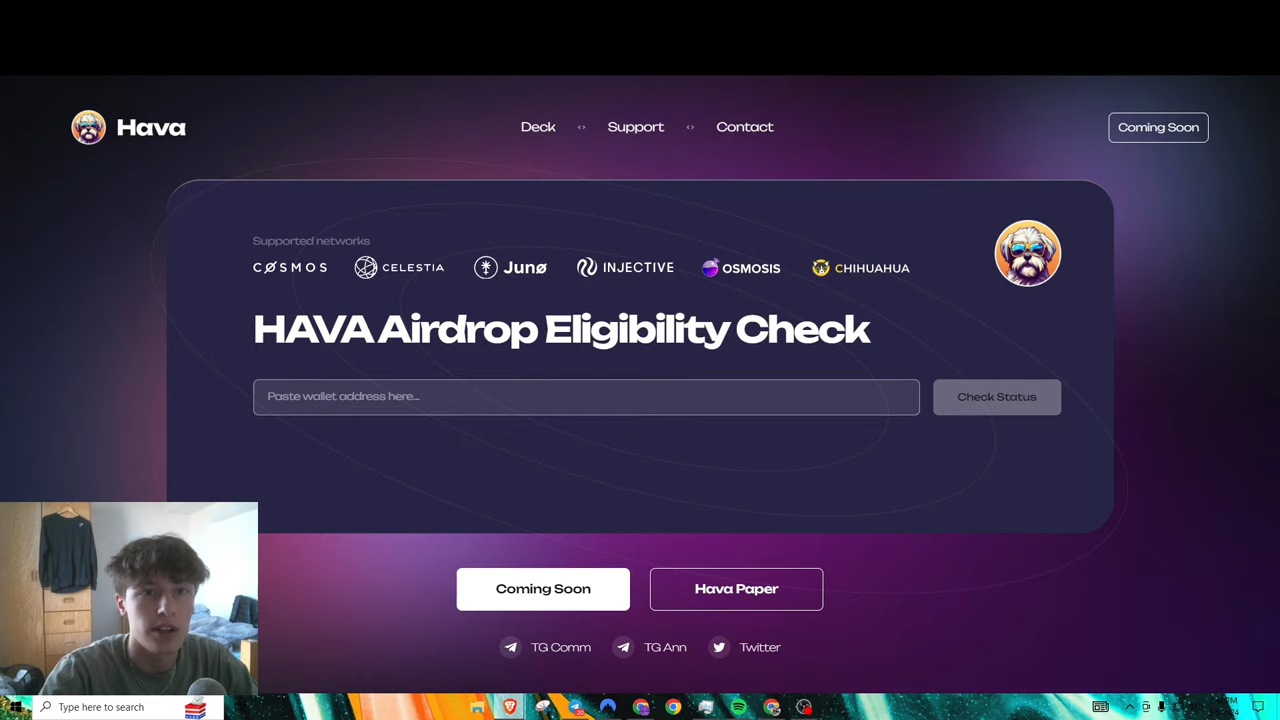 Hava
Deck
Support
Contact
Coming Soon
Supported networks
COSMOS
CELESTIA
Junø
INJECTIVE
OSMOSIS
CHIHUAHUA
HAVA Airdrop Eligibility Check
Paste wallet address here...
Check Status
Coming Soon
Hava Paper
TG Comm
TG Ann
Twitter
Type here to search